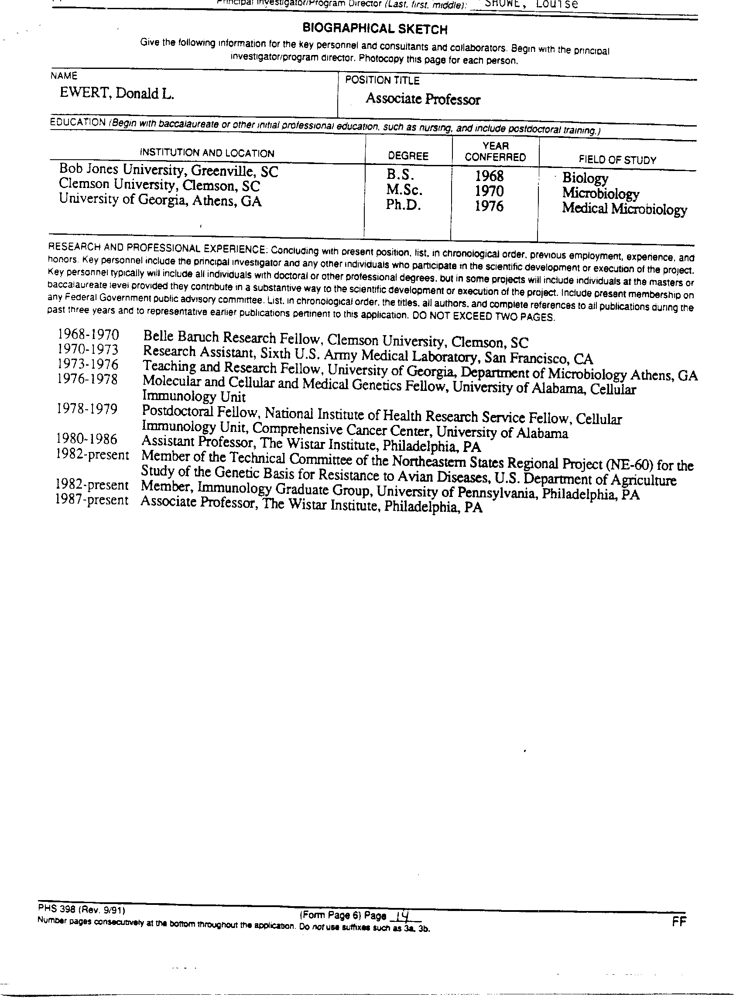 Principal Investigator/Program Director (Last, first, middle): SHOWE, Louise
BIOGRAPHICAL SKETCH
Give the following information for the key personnel and consultants and collaborators. Begin with the principal
investigator/program director. Photocopy this page for each person.
NAME
EWERT, Donald L.
POSITION TITLE
Associate Professor
EDUCATION (Begin with baccalaureate or other initial professional education, such as nursing, and include postdoctoral training.)
INSTITUTION AND LOCATION DEGREE YEAR CONFERRED FIELD OF STUDY
Bob Jones University, Greenville, SC B.S. 1968 Biology
Clemson University, Clemson, SC M.Sc. 1970 Microbiology
University of Georgia, Athens, GA Ph.D. 1976 Medical Microbiology
RESEARCH AND PROFESSIONAL EXPERIENCE: Concluding with present position, list, in chronological order, previous employment, experience, and
honors. Key personnel include the principal investigator and any other individuals who participate in the scientific development or execution of the project.
Key personnel typically will include all individuals with doctoral or other professional degrees, but in some projects will include individuals at the masters or
baccalaureate level provided they contribute in a substantive way to the scientific development or execution of the project. Include present membership on
any Federal Government public advisory committee. List, in chronological order, the titles, all authors, and complete references to all publications during the
past three years and to representative earlier publications pertinent to this application. DO NOT EXCEED TWO PAGES.
1968-1970 Belle Baruch Research Fellow, Clemson University, Clemson, SC
1970-1973 Research Assistant, Sixth U.S. Army Medical Laboratory, San Francisco, CA
1973-1976 Teaching and Research Fellow, University of Georgia, Department of Microbiology Athens, GA
1976-1978 Molecular and Cellular and Medical Genetics Fellow, University of Alabama, Cellular
Immunology Unit
1978-1979 Postdoctoral Fellow, National Institute of Health Research Service Fellow, Cellular
Immunology Unit, Comprehensive Cancer Center, University of Alabama
1980-1986 Assistant Professor, The Wistar Institute, Philadelphia, PA
1982-present Member of the Technical Committee of the Northeastern States Regional Project (NE-60) for the
Study of the Genetic Basis for Resistance to Avian Diseases, U.S. Department of Agriculture
1982-present Member, Immunology Graduate Group, University of Pennsylvania, Philadelphia, PA
1987-present Associate Professor, The Wistar Institute, Philadelphia, PA
PHS 398 (Rev. 9/91) (Form Page 6) Page 14 FF
Number pages consecutively at the bottom throughout the application. Do not use suffixes such as 3a, 3b.